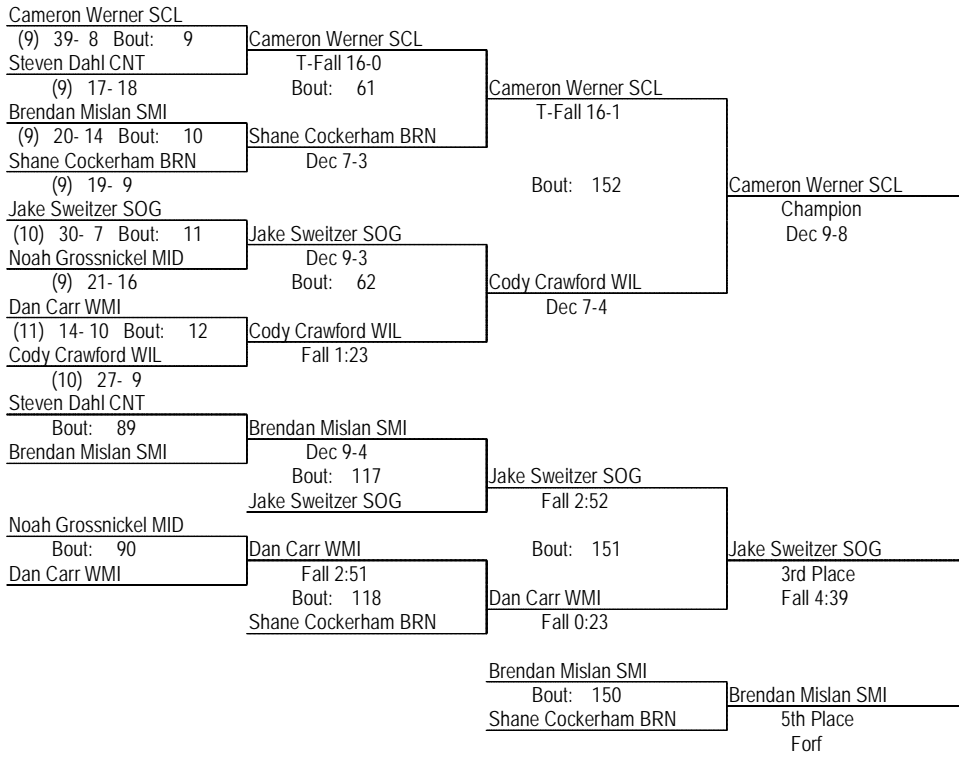 Cameron Werner SCL
(9) 39- 8 Bout: 9
Cameron Werner SCL
Steven Dahl CNT
T-Fall 16-0
(9) 17- 18
Bout: 61
Cameron Werner SCL
Brendan Mislan SMI
T-Fall 16-1
(9) 20- 14 Bout: 10
Shane Cockerham BRN
Shane Cockerham BRN
Dec 7-3
(9) 19- 9
Bout: 152
Cameron Werner SCL
Jake Sweitzer SOG
Champion
(10) 30- 7 Bout: 11
Jake Sweitzer SOG
Dec 9-8
Noah Grossnickel MID
Dec 9-3
(9) 21- 16
Bout: 62
Cody Crawford WIL
Dan Carr WMI
Dec 7-4
(11) 14- 10 Bout: 12
Cody Crawford WIL
Cody Crawford WIL
Fall 1:23
(10) 27- 9
Steven Dahl CNT
Bout: 89
Brendan Mislan SMI
Brendan Mislan SMI
Dec 9-4
Bout: 117
Jake Sweitzer SOG
Jake Sweitzer SOG
Fall 2:52
Noah Grossnickel MID
Bout: 90
Dan Carr WMI
Bout: 151
Jake Sweitzer SOG
Dan Carr WMI
Fall 2:51
3rd Place
Bout: 118
Dan Carr WMI
Fall 4:39
Shane Cockerham BRN
Fall 0:23
Brendan Mislan SMI
Bout: 150
Brendan Mislan SMI
Shane Cockerham BRN
5th Place
Forf